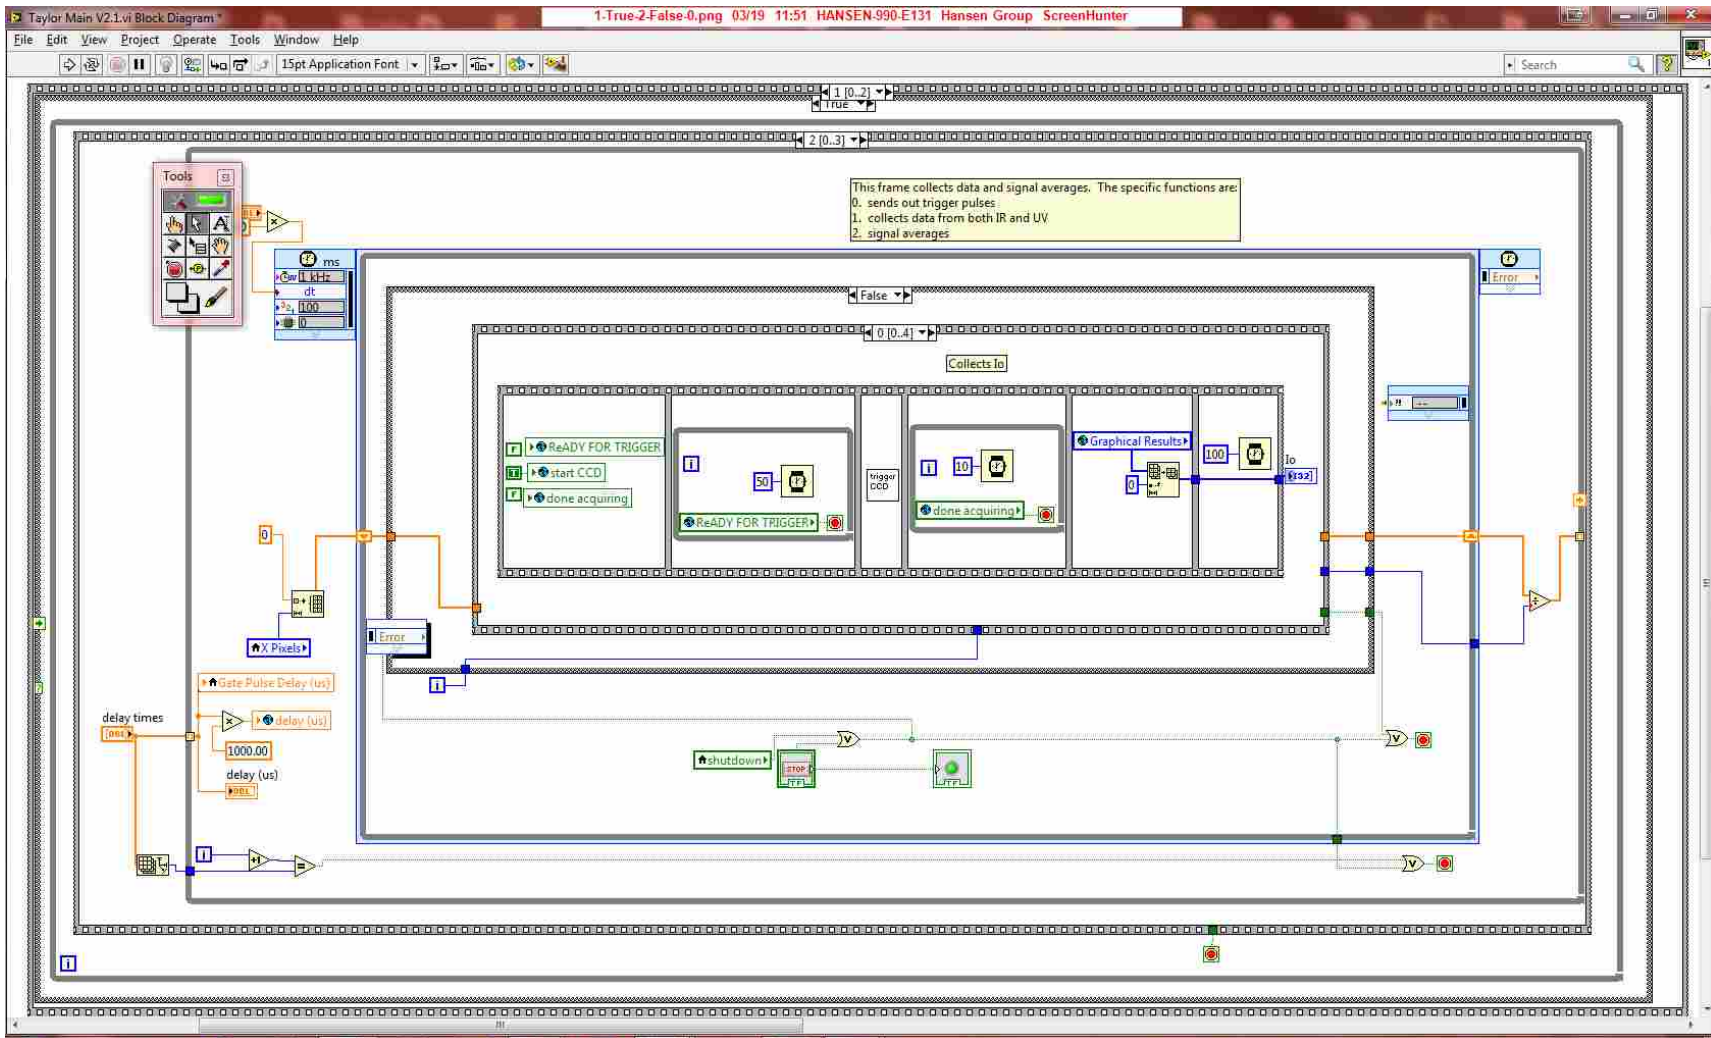 Taylor Main V2.1.vi Block Diagram *
1-True-2-False-0.png 03/19 11:51 HANSEN-990-E131 Hansen Group ScreenHunter
File Edit View Project Operate Tools Window Help
15pt Application Font
Search
1 [0..2]
True
2 [0..3]
Tools
This frame collects data and signal averages. The specific functions are:
0. sends out trigger pulses
1. collects data from both IR and UV
2. signal averages
ms
1 kHz
dt
100
0
Error
False
0 [0..4]
Collects Io
ReADY FOR TRIGGER
start CCD
done acquiring
i
50
ReADY FOR TRIGGER
trigger
CCD
i
10
done acquiring
Graphical Results
0
100
Io
0
X Pixels
Error
i
Gate Pulse Delay (us)
delay times
delay (us)
1000.00
delay (us)
DBL
shutdown
STOP
TF
TF
i
+1
=
i